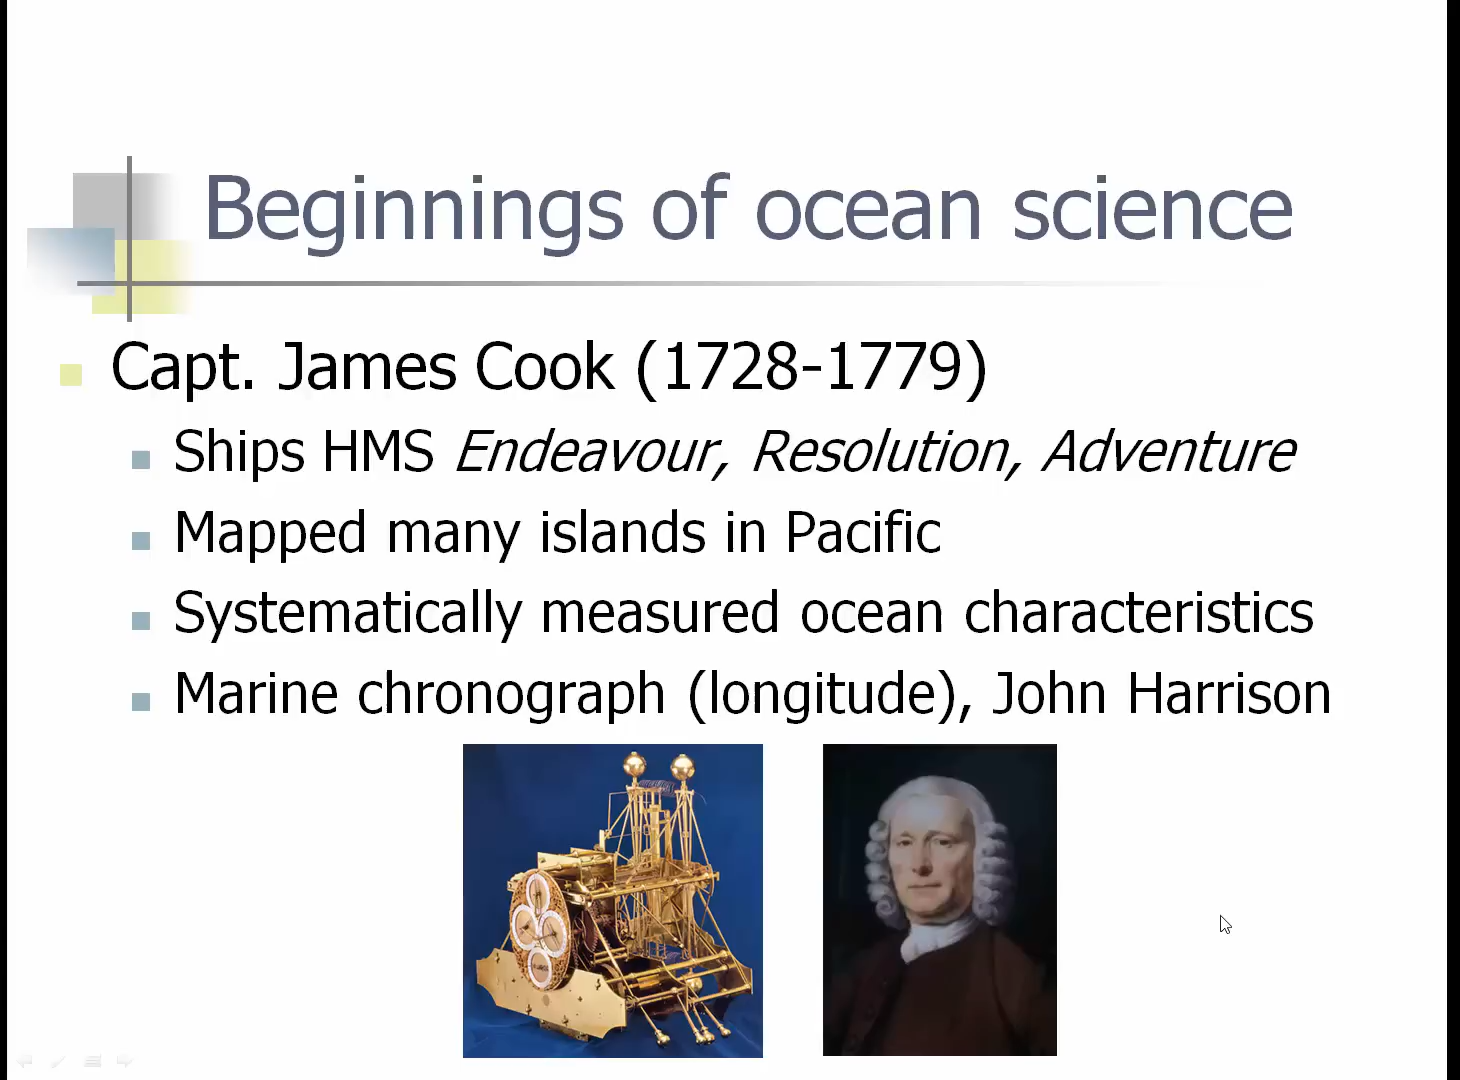 Beginnings of ocean science
Capt. James Cook (1728-1779)
Ships HMS Endeavour, Resolution, Adventure
Mapped many islands in Pacific
Systematically measured ocean characteristics
Marine chronograph (longitude), John Harrison